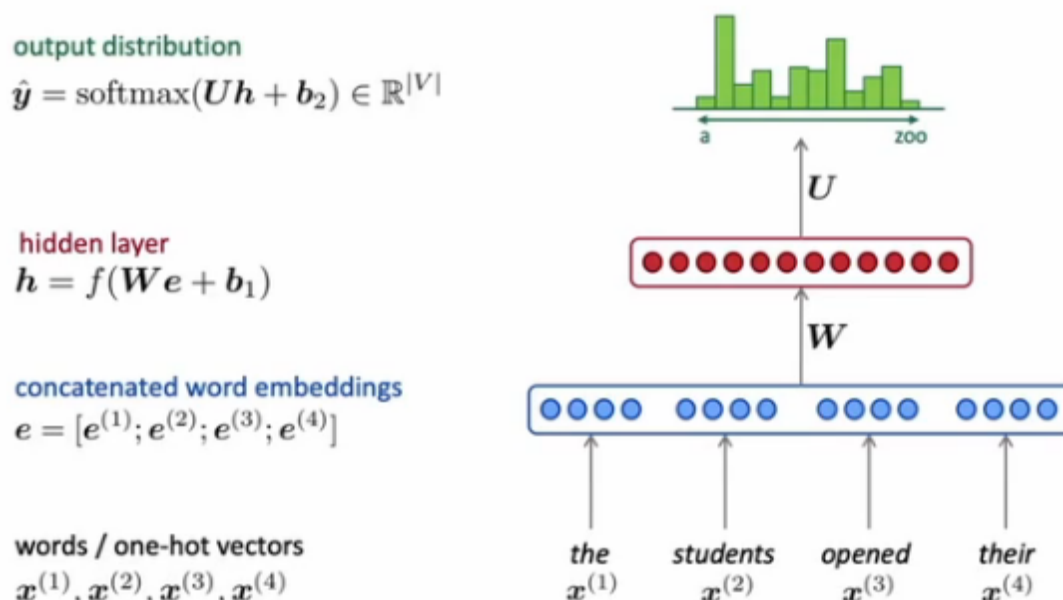 output distribution
ŷ = softmax(Uh + b₂) ∈ ℝ^|V|
a
zoo
U
hidden layer
h = f(We + b₁)
W
concatenated word embeddings
e = [e⁽¹⁾; e⁽²⁾; e⁽³⁾; e⁽⁴⁾]
words / one-hot vectors
x⁽¹⁾, x⁽²⁾, x⁽³⁾, x⁽⁴⁾
the students opened their
x⁽¹⁾ x⁽²⁾ x⁽³⁾ x⁽⁴⁾